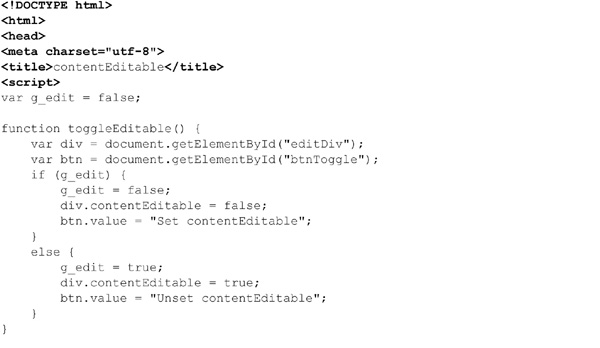 <!DOCTYPE html>
<html>
<head>
<meta charset="utf-8">
<title>contentEditable</title>
<script>
var g_edit = false;

function toggleEditable() {
    var div = document.getElementById("editDiv");
    var btn = document.getElementById("btnToggle");
    if (g_edit) {
        g_edit = false;
        div.contentEditable = false;
        btn.value = "Set contentEditable";
    }
    else {
        g_edit = true;
        div.contentEditable = true;
        btn.value = "Unset contentEditable";
    }
}